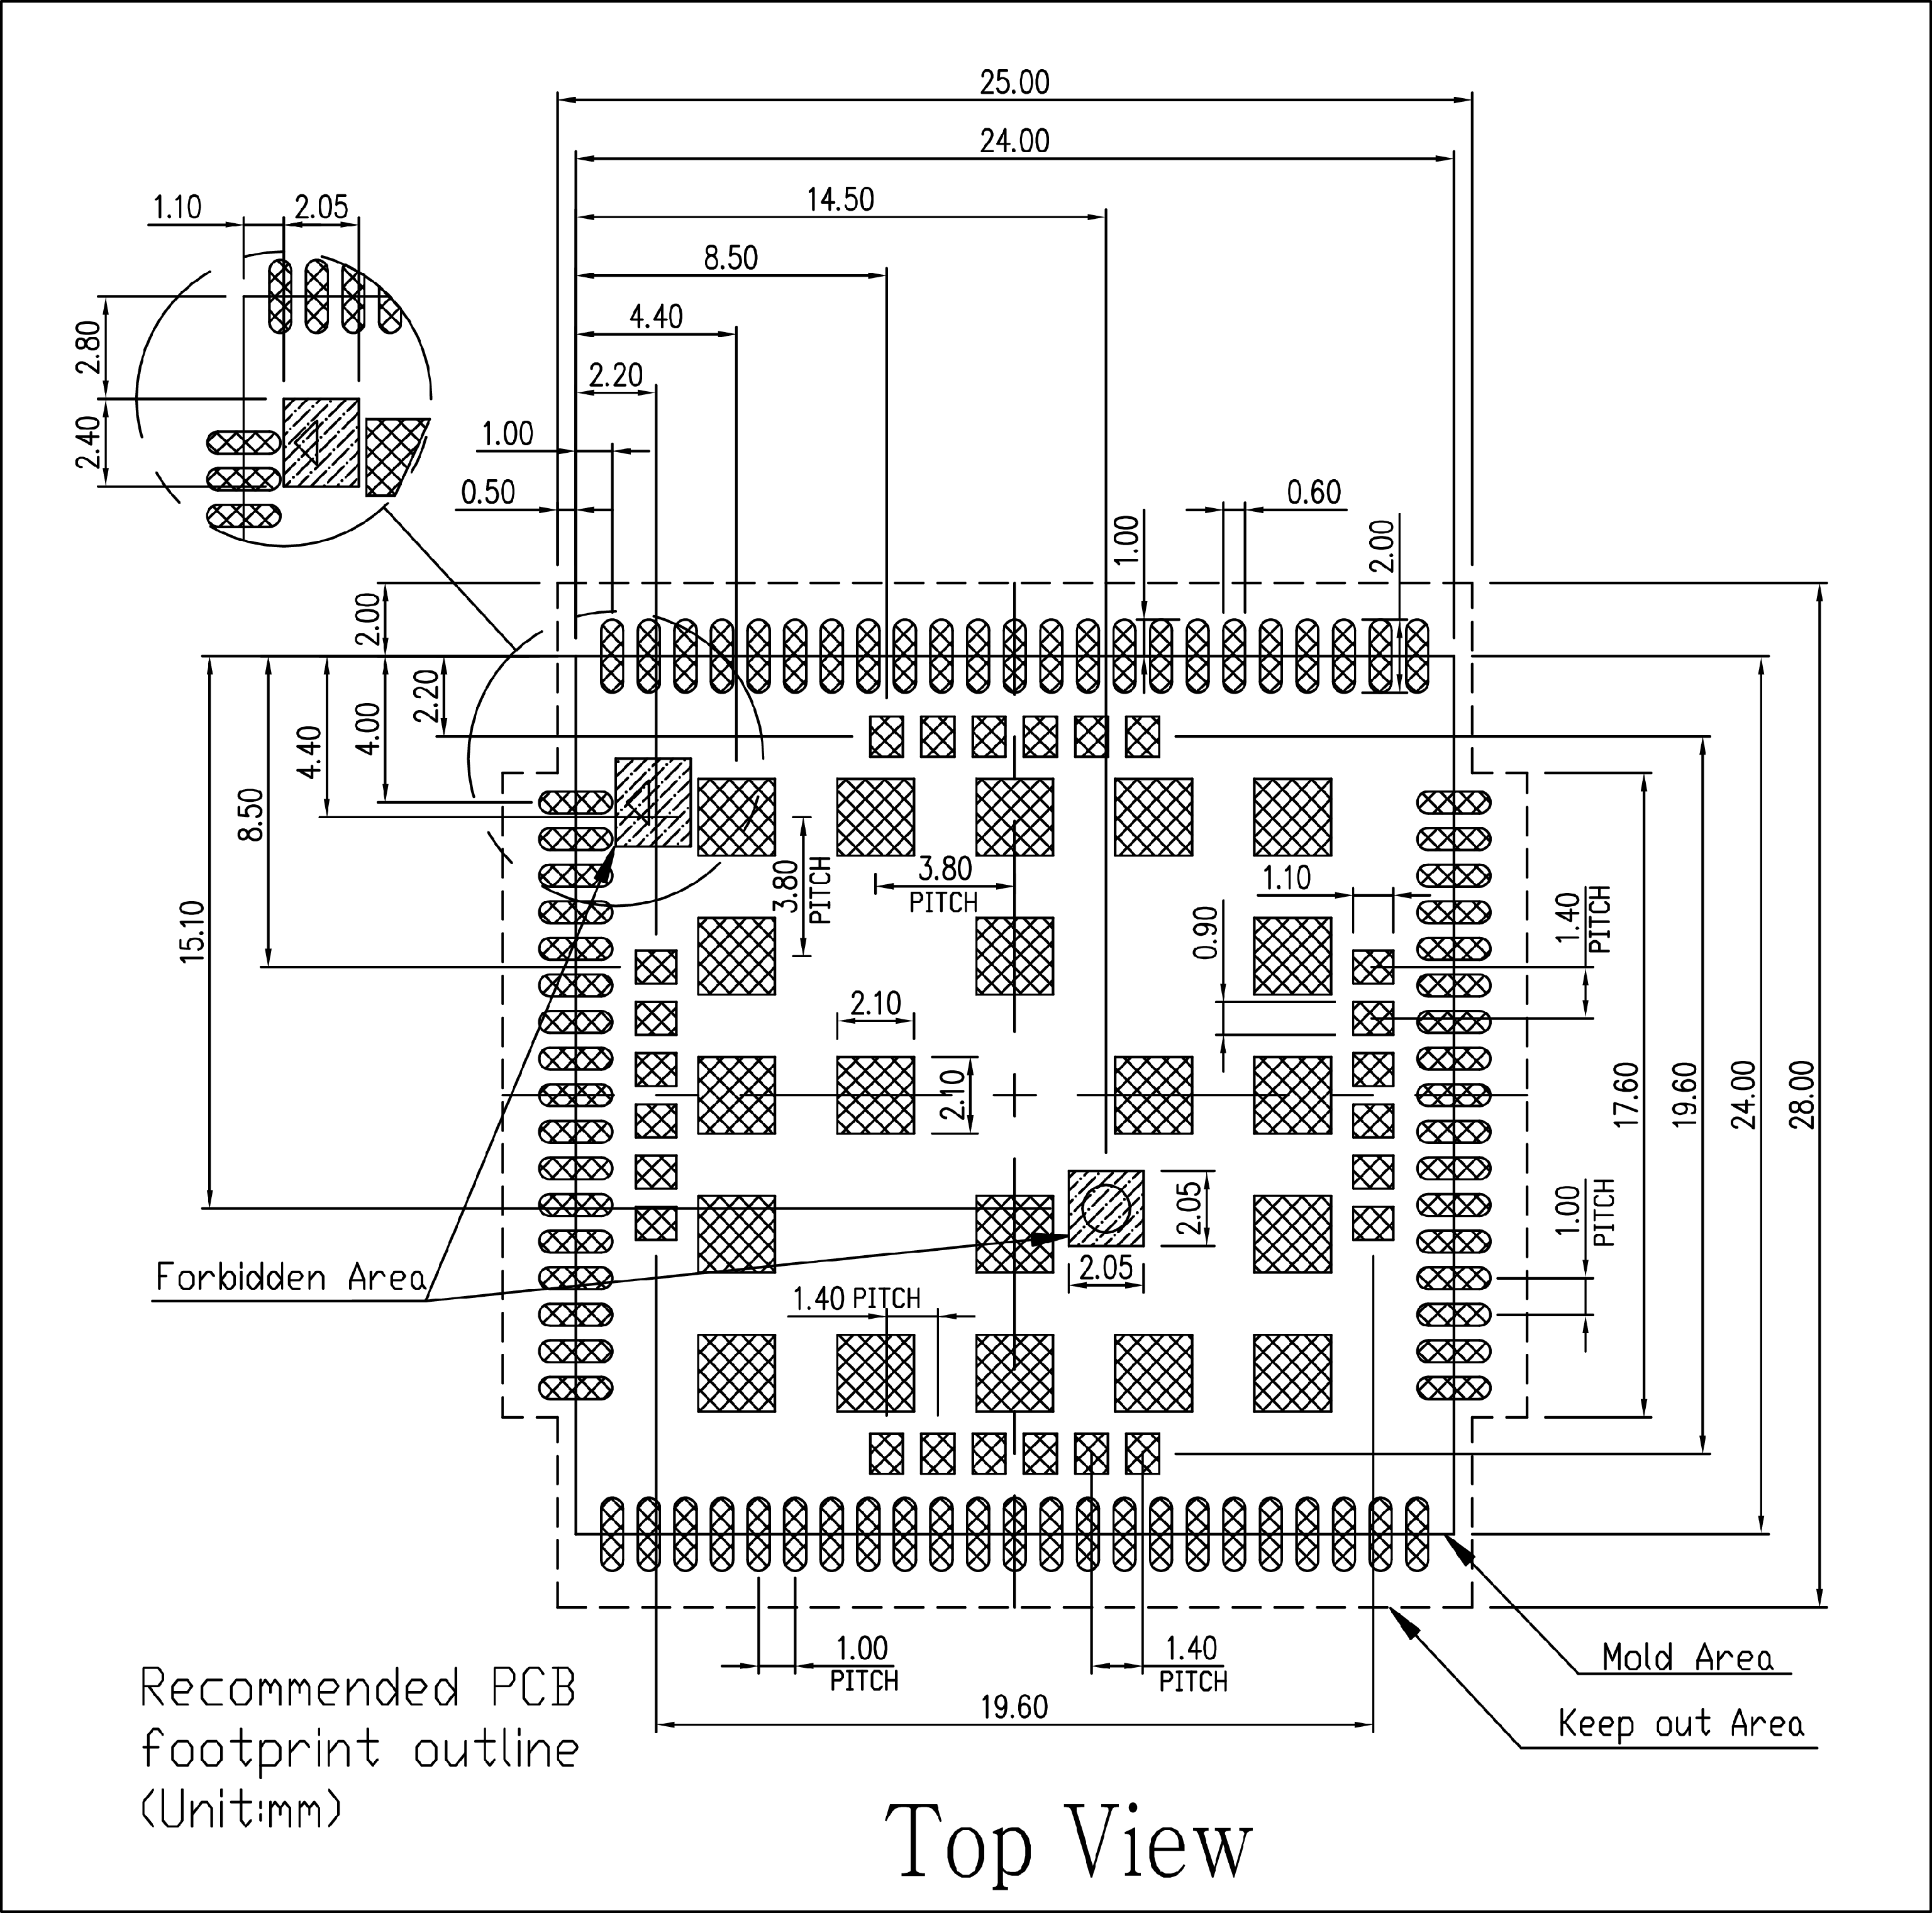 25.00
24.00
14.50
8.50
4.40
2.20
1.00
0.50
1.10
2.05
2.80
2.40
0.60
1.00
2.00
2.00
2.20
4.00
4.40
8.50
15.10
3.80
PITCH
3.80
PITCH
1.10
0.90
1.40
PITCH
2.10
2.10
17.60
19.60
24.00
28.00
2.05
2.05
1.00
PITCH
Forbidden Area
1.40 PITCH
1.00
PITCH
1.40
PITCH
19.60
Mold Area
Keep out Area
Recommended PCB
footprint outline
(Unit:mm)
Top View